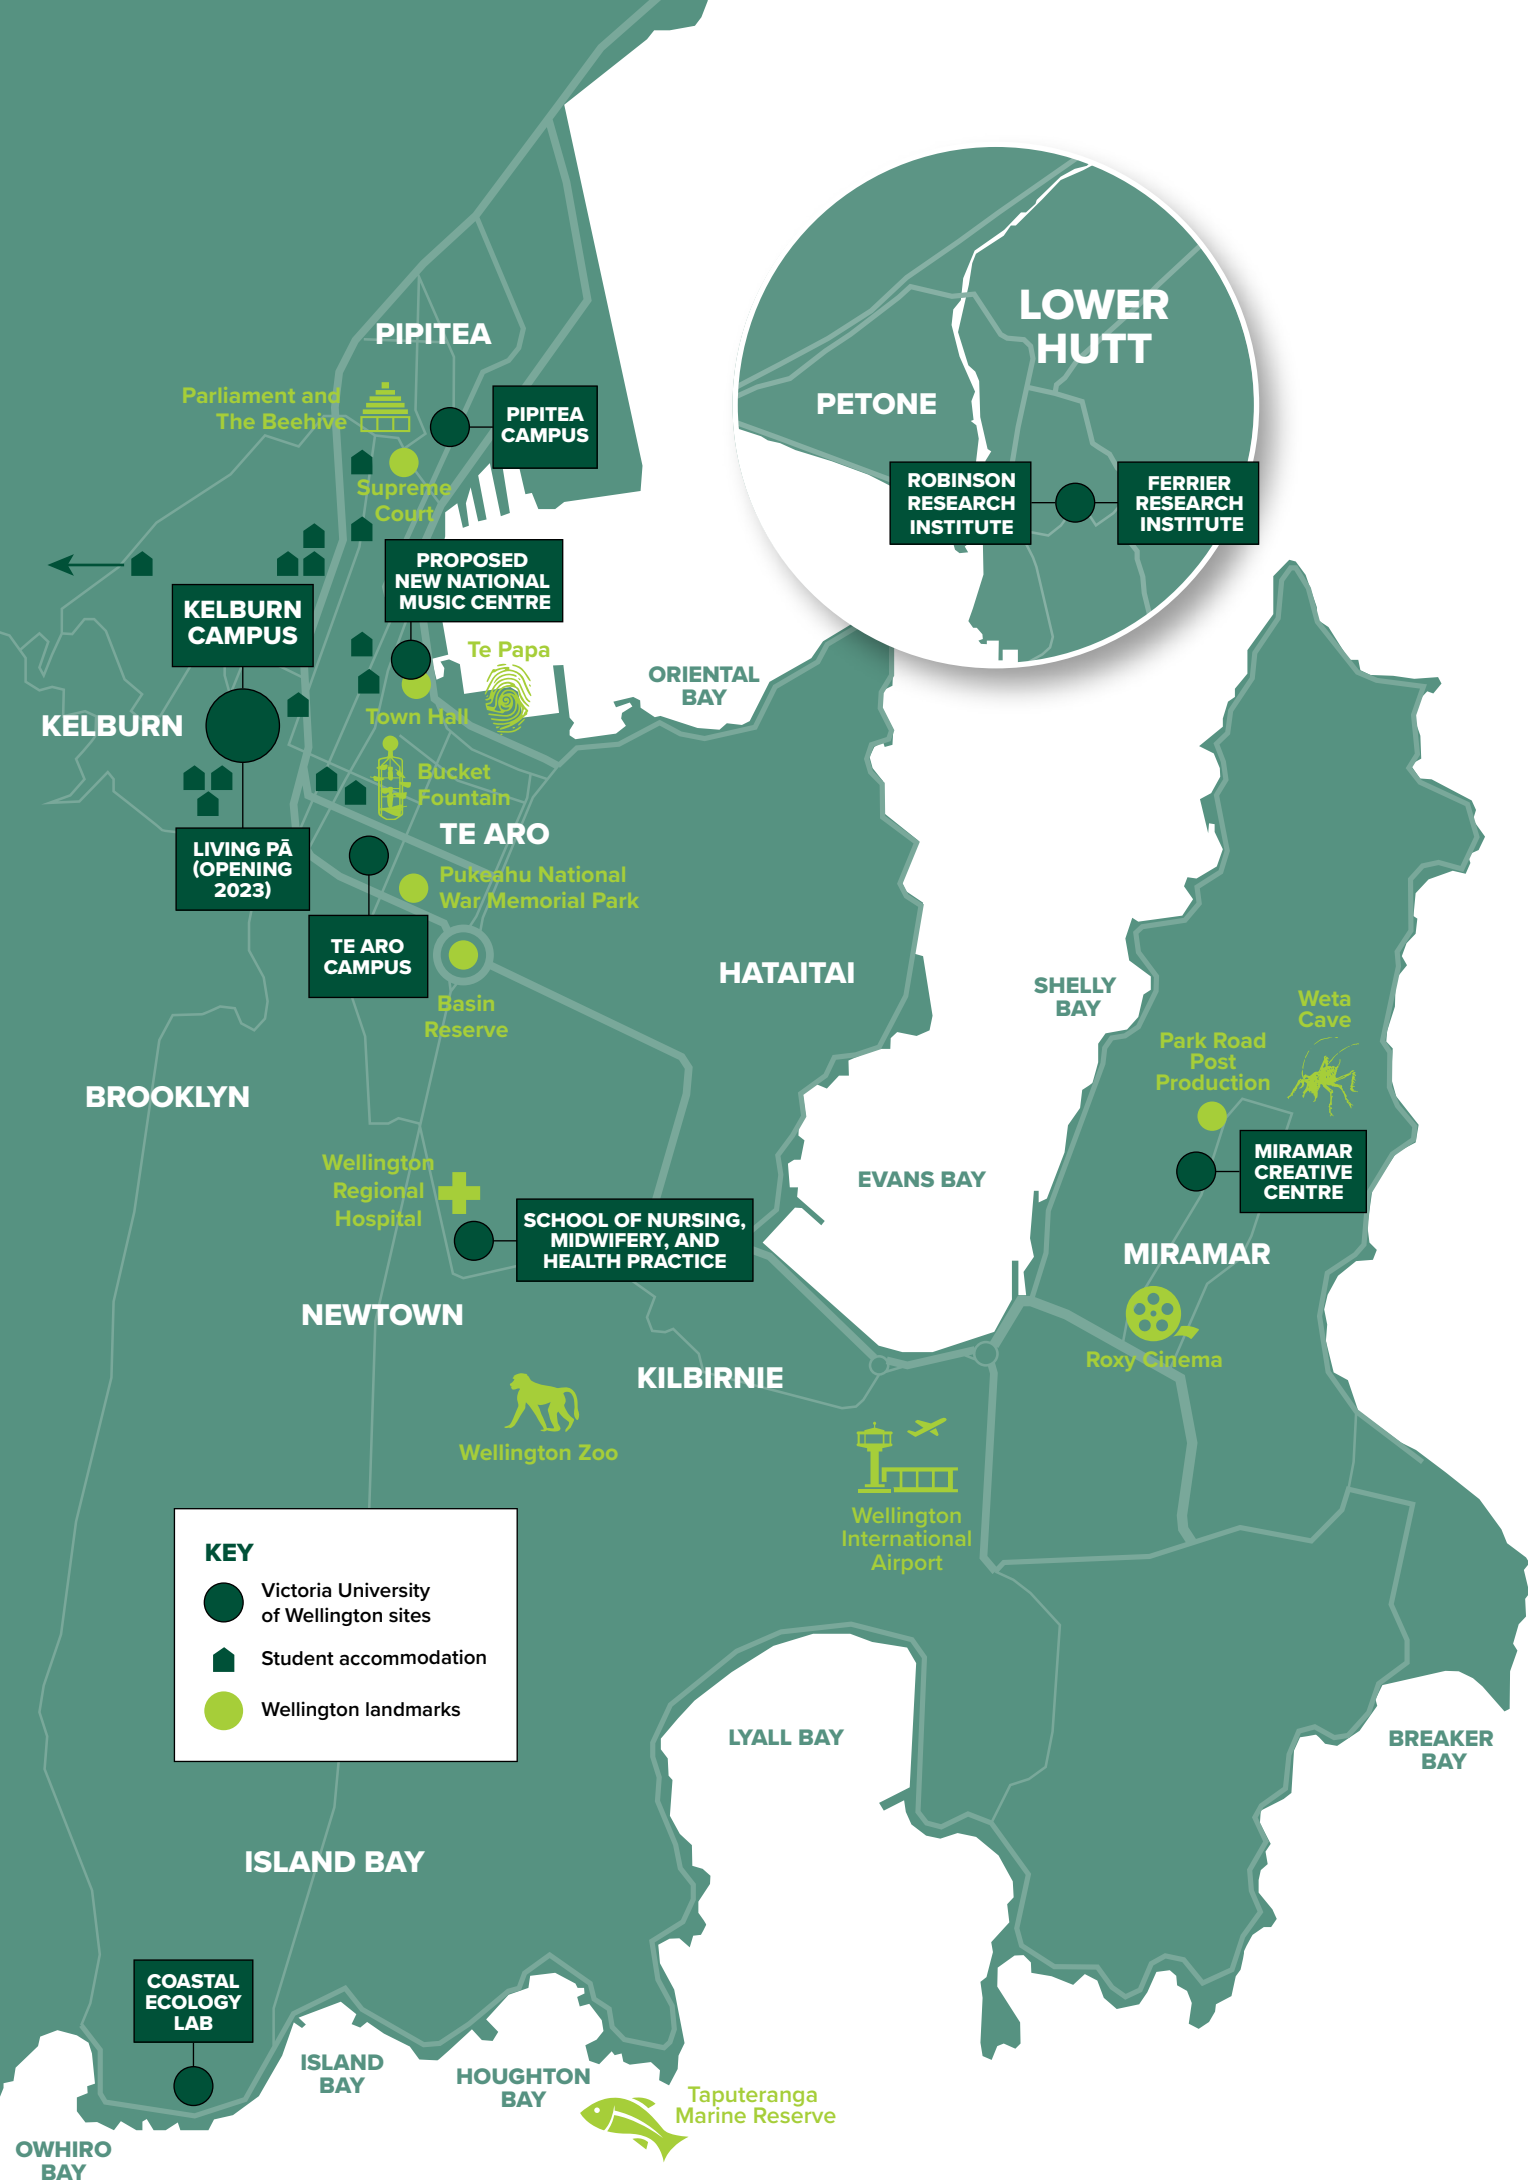 LOWER
HUTT
PETONE
ROBINSON
RESEARCH
INSTITUTE
FERRIER
RESEARCH
INSTITUTE
PIPITEA
Parliament and
The Beehive
PIPITEA
CAMPUS
Supreme
Court
PROPOSED
NEW NATIONAL
MUSIC CENTRE
KELBURN
CAMPUS
Te Papa
ORIENTAL
BAY
KELBURN
Town Hall
Bucket
Fountain
TE ARO
LIVING PĀ
(OPENING
2023)
Pukeahu National
War Memorial Park
TE ARO
CAMPUS
HATAITAI
Basin
Reserve
SHELLY
BAY
Weta
Cave
Park Road
Post
Production
BROOKLYN
MIRAMAR
CREATIVE
CENTRE
Wellington
Regional
Hospital
EVANS BAY
SCHOOL OF NURSING,
MIDWIFERY, AND
HEALTH PRACTICE
MIRAMAR
NEWTOWN
Roxy Cinema
KILBIRNIE
Wellington Zoo
Wellington
International
Airport
KEY
Victoria University
of Wellington sites
Student accommodation
Wellington landmarks
LYALL BAY
BREAKER
BAY
ISLAND BAY
COASTAL
ECOLOGY
LAB
ISLAND
BAY
HOUGHTON
BAY
Taputeranga
Marine Reserve
OWHIRO
BAY